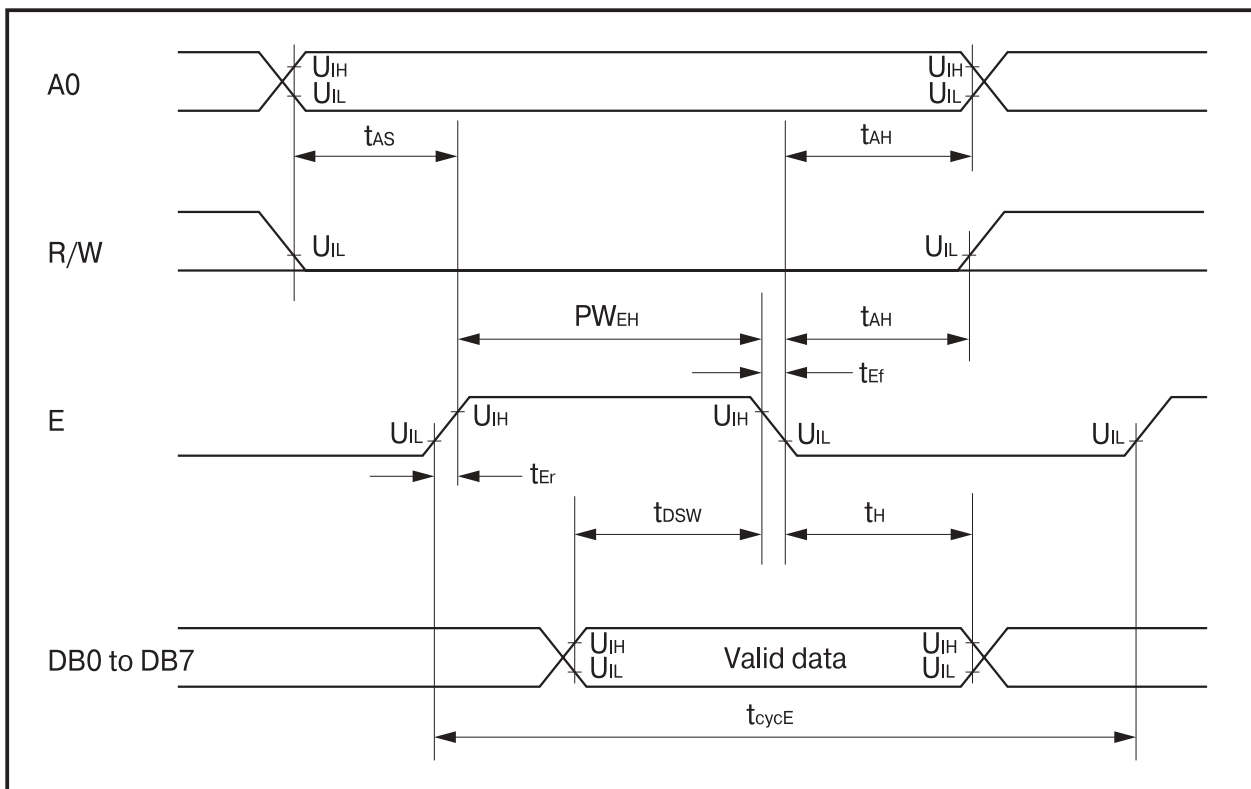 UIH
A0
UIH
UIL
UIL
tAS
tAH
R/W
UIL
UIL
PWEH
tAH
tEf
E
UIH
UIH
UIL
UIL
UIL
tEr
tDSW
tH
DB0 to DB7
UIH
Valid data
UIH
UIL
UIL
tcycE